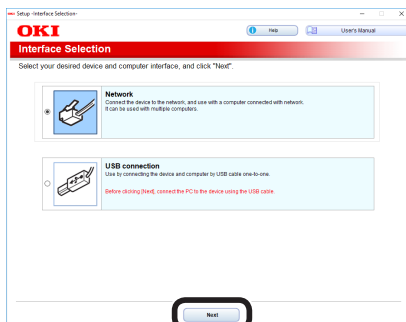 Setup -Interface Selection-
OKI
Help
User's Manual
Interface Selection
Select your desired device and computer interface, and click "Next".
Network
Connect the device to the network, and use with a computer connected with network.
It can be used with multiple computers.
USB connection
Use by connecting the device and computer by USB cable one-to-one.
Before clicking [Next], connect the PC to the device using the USB cable.
Next